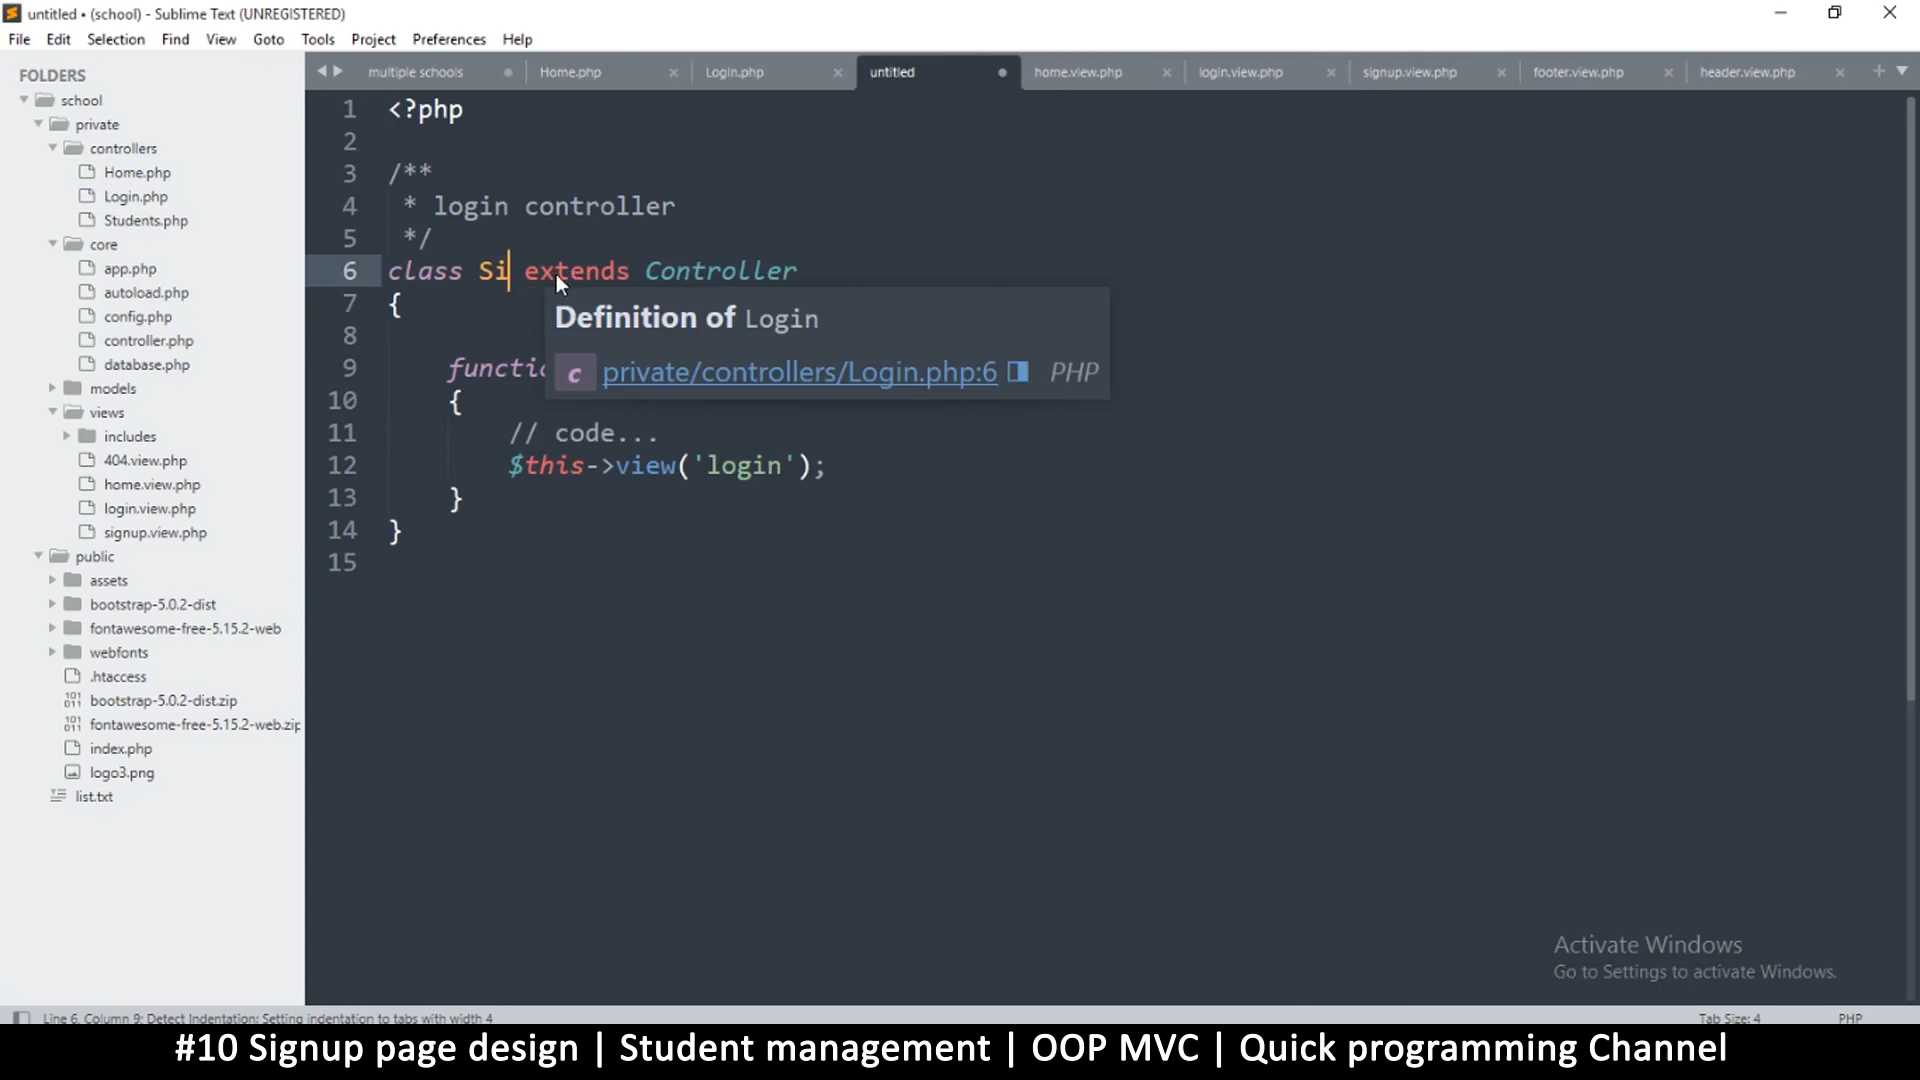 untitled • (school) - Sublime Text (UNREGISTERED)
File Edit Selection Find View Goto Tools Project Preferences Help
FOLDERS
school
private
controllers
Home.php
Login.php
Students.php
core
app.php
autoload.php
config.php
controller.php
database.php
models
views
includes
404.view.php
home.view.php
login.view.php
signup.view.php
public
assets
bootstrap-5.0.2-dist
fontawesome-free-5.15.2-web
webfonts
.htaccess
bootstrap-5.0.2-dist.zip
fontawesome-free-5.15.2-web.zip
index.php
logo3.png
list.txt
multiple schools Home.php Login.php untitled home.view.php login.view.php signup.view.php footer.view.php header.view.php
1 <?php
2
3 /**
4 * login controller
5 */
6 class Si extends Controller
7 {
8
9 functio
10 {
11 // code...
12 $this->view('login');
13 }
14 }
15
Definition of Login
c private/controllers/Login.php:6 PHP
Activate Windows
Go to Settings to activate Windows.
Line 6, Column 9; Detect Indentation: Setting indentation to tabs with width 4 Tab Size: 4 PHP
#10 Signup page design | Student management | OOP MVC | Quick programming Channel